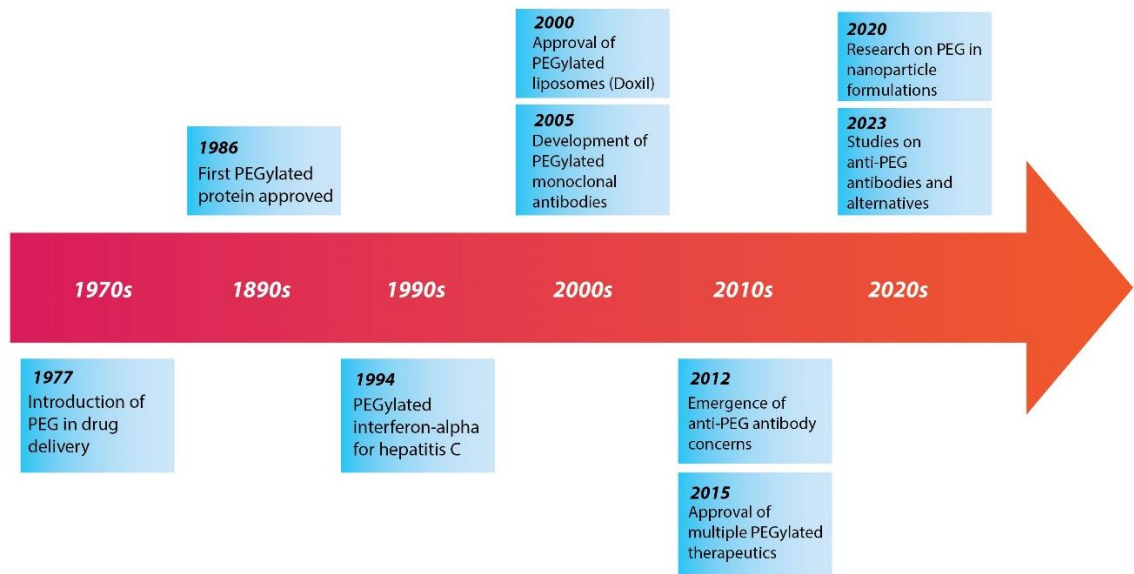 2000
Approval of
PEGylated
liposomes (Doxil)
2020
Research on PEG in
nanoparticle
formulations
1986
First PEGylated
protein approved
2005
Development of
PEGylated
monoclonal
antibodies
2023
Studies on
anti-PEG
antibodies and
alternatives
1970s
1890s
1990s
2000s
2010s
2020s
1977
Introduction of
PEG in drug
delivery
1994
PEGylated
interferon-alpha
for hepatitis C
2012
Emergence of
anti-PEG antibody
concerns
2015
Approval of
multiple PEGylated
therapeutics